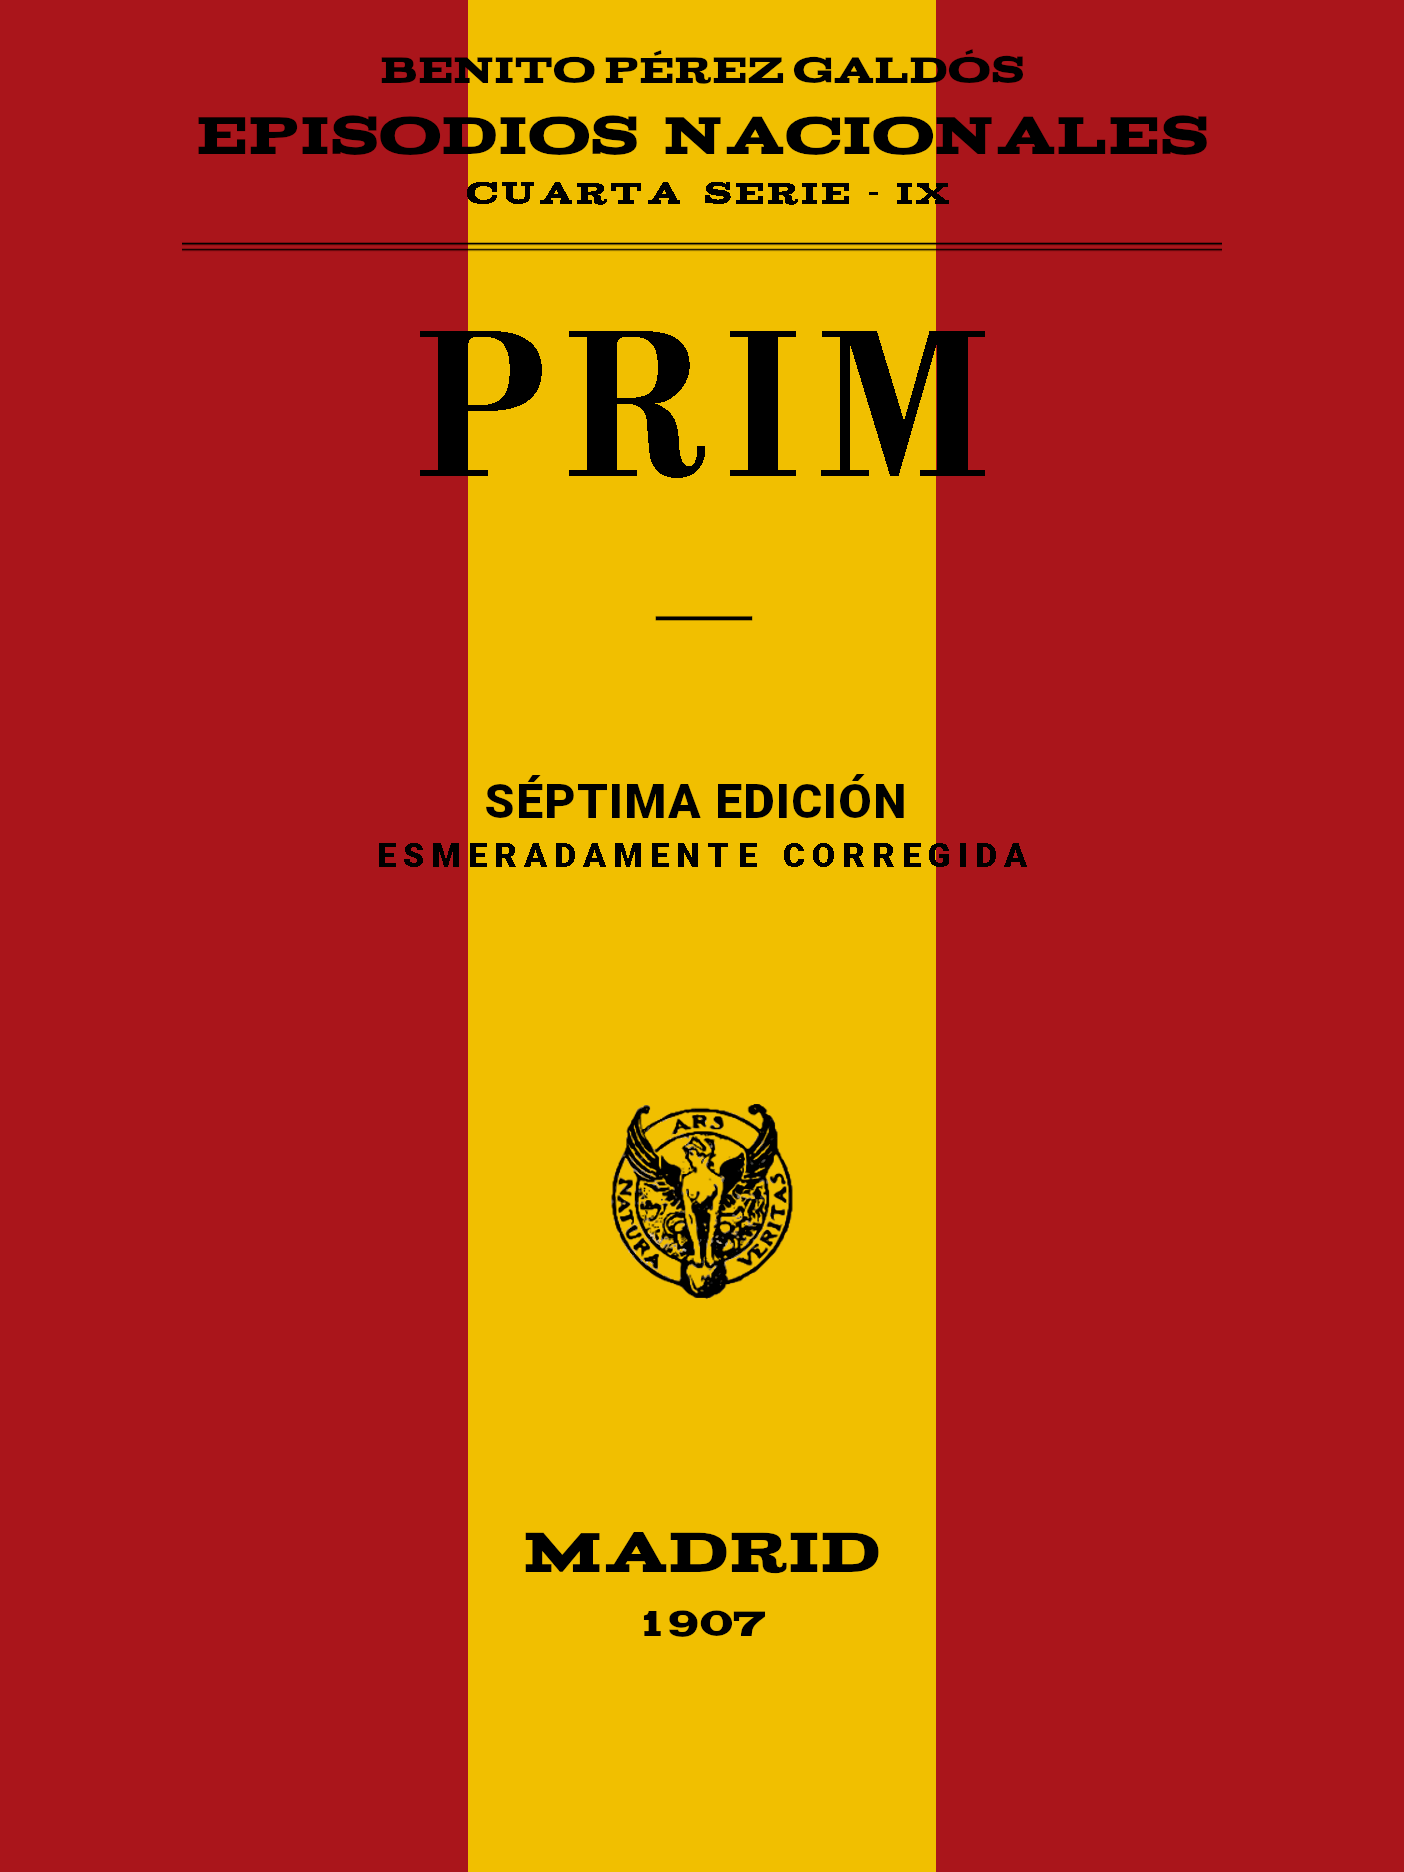 BENITO PÉREZ GALDÓS
EPISODIOS NACIONALES
CUARTA SERIE - IX
PRIM
SÉPTIMA EDICIÓN
ESMERADAMENTE CORREGIDA
ARS
NATURA
VERITAS
MADRID
1907